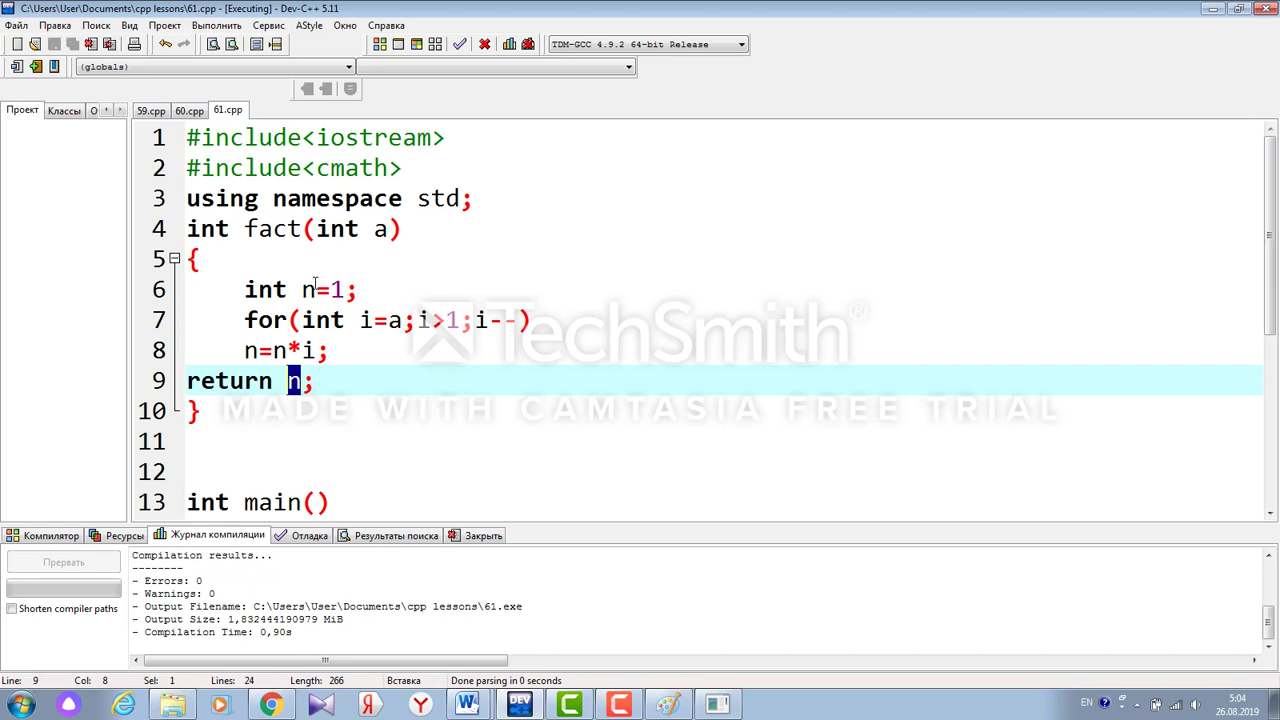 C:\Users\User\Documents\cpp lessons\61.cpp - [Executing] - Dev-C++ 5.11
Файл Правка Поиск Вид Проект Выполнить Сервис AStyle Окно Справка
TDM-GCC 4.9.2 64-bit Release
(globals)
Проект Классы О 59.cpp 60.cpp 61.cpp
1 #include<iostream>
2 #include<cmath>
3 using namespace std;
4 int fact(int a)
5 {
6 int n=1;
7 for(int i=a;i>1;i--)
8 n=n*i;
9 return n;
10 }
11
12
13 int main()
TechSmith®
MADE WITH CAMTASIA FREE TRIAL
Компилятор Ресурсы Журнал компиляции Отладка Результаты поиска Закрыть
Прервать
Shorten compiler paths
Compilation results...
--------
- Errors: 0
- Warnings: 0
- Output Filename: C:\Users\User\Documents\cpp lessons\61.exe
- Output Size: 1,832444190979 MiB
- Compilation Time: 0,90s
Line: 9 Col: 8 Sel: 1 Lines: 24 Length: 266 Вставка Done parsing in 0 seconds
EN 5:04
26.08.2019